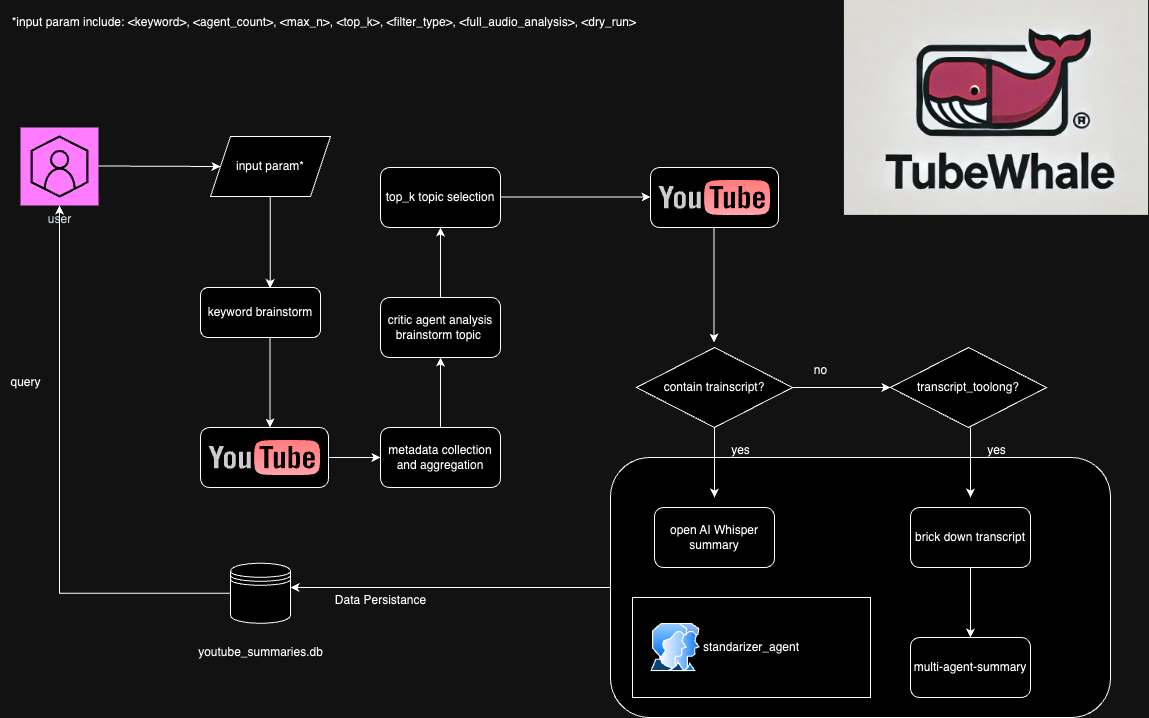 *input param include: <keyword>, <agent_count>, <max_n>, <top_k>, <filter_type>, <full_audio_analysis>, <dry_run>
®
TubeWhale
user
input param*
top_k topic selection
YouTube
keyword brainstorm
critic agent analysis
brainstorm topic
query
contain trainscript?
no
transcript_toolong?
YouTube
metadata collection
and aggregation
yes
yes
open AI Whisper
summary
brick down transcript
Data Persistance
youtube_summaries.db
standarizer_agent
multi-agent-summary